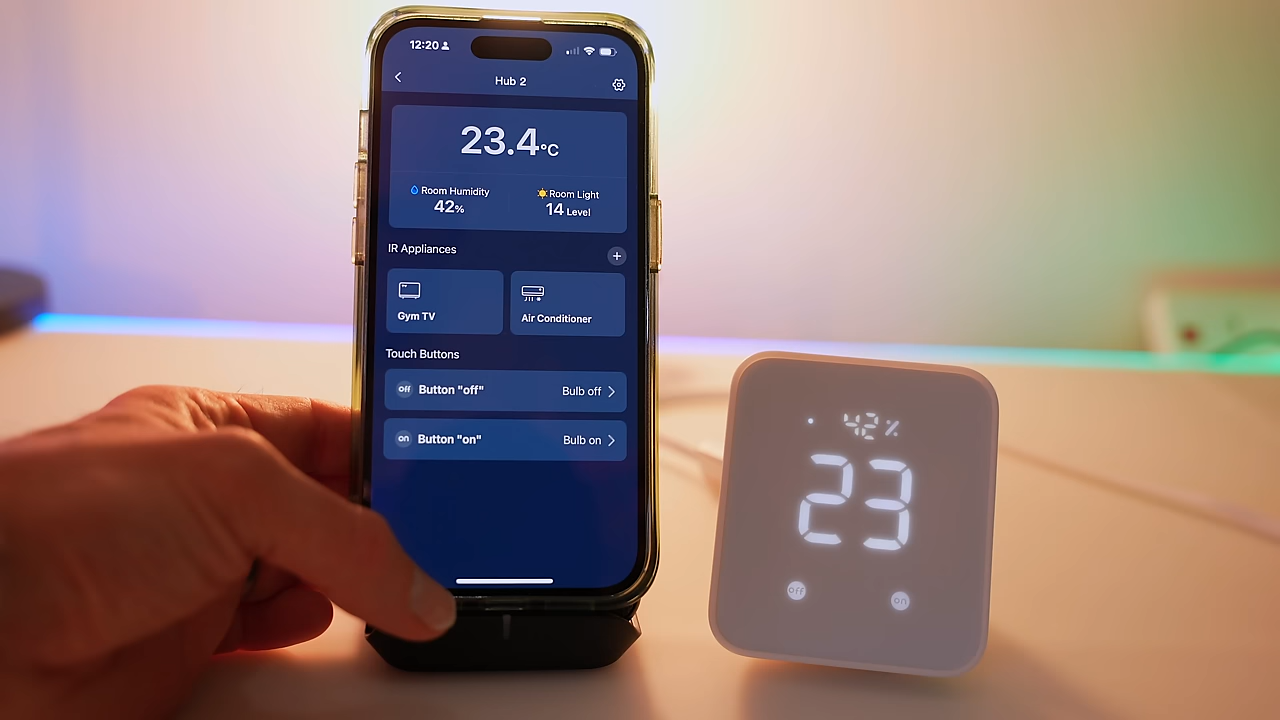 12:20
Hub 2
23.4°C
Room Humidity
42%
Room Light
14 Level
IR Appliances
+
Gym TV
Air Conditioner
Touch Buttons
off Button "off" Bulb off
on Button "on" Bulb on
42%
23
off
on